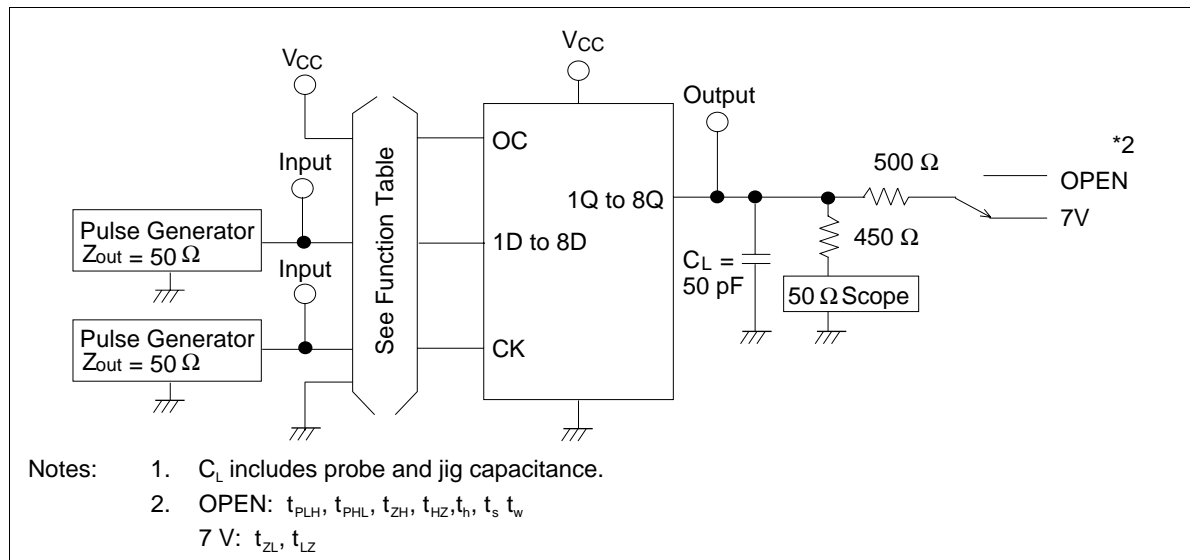 VCC
VCC
Output
*2
Input
OC
500 Ω
OPEN
See Function Table
1Q to 8Q
7V
Pulse Generator
Zout = 50 Ω
1D to 8D
450 Ω
Input
CL =
50 pF
50 Ω Scope
Pulse Generator
Zout = 50 Ω
CK
Notes: 1. CL includes probe and jig capacitance.
2. OPEN: tPLH, tPHL, tZH, tHZ,th, ts tw
7 V: tZL, tLZ